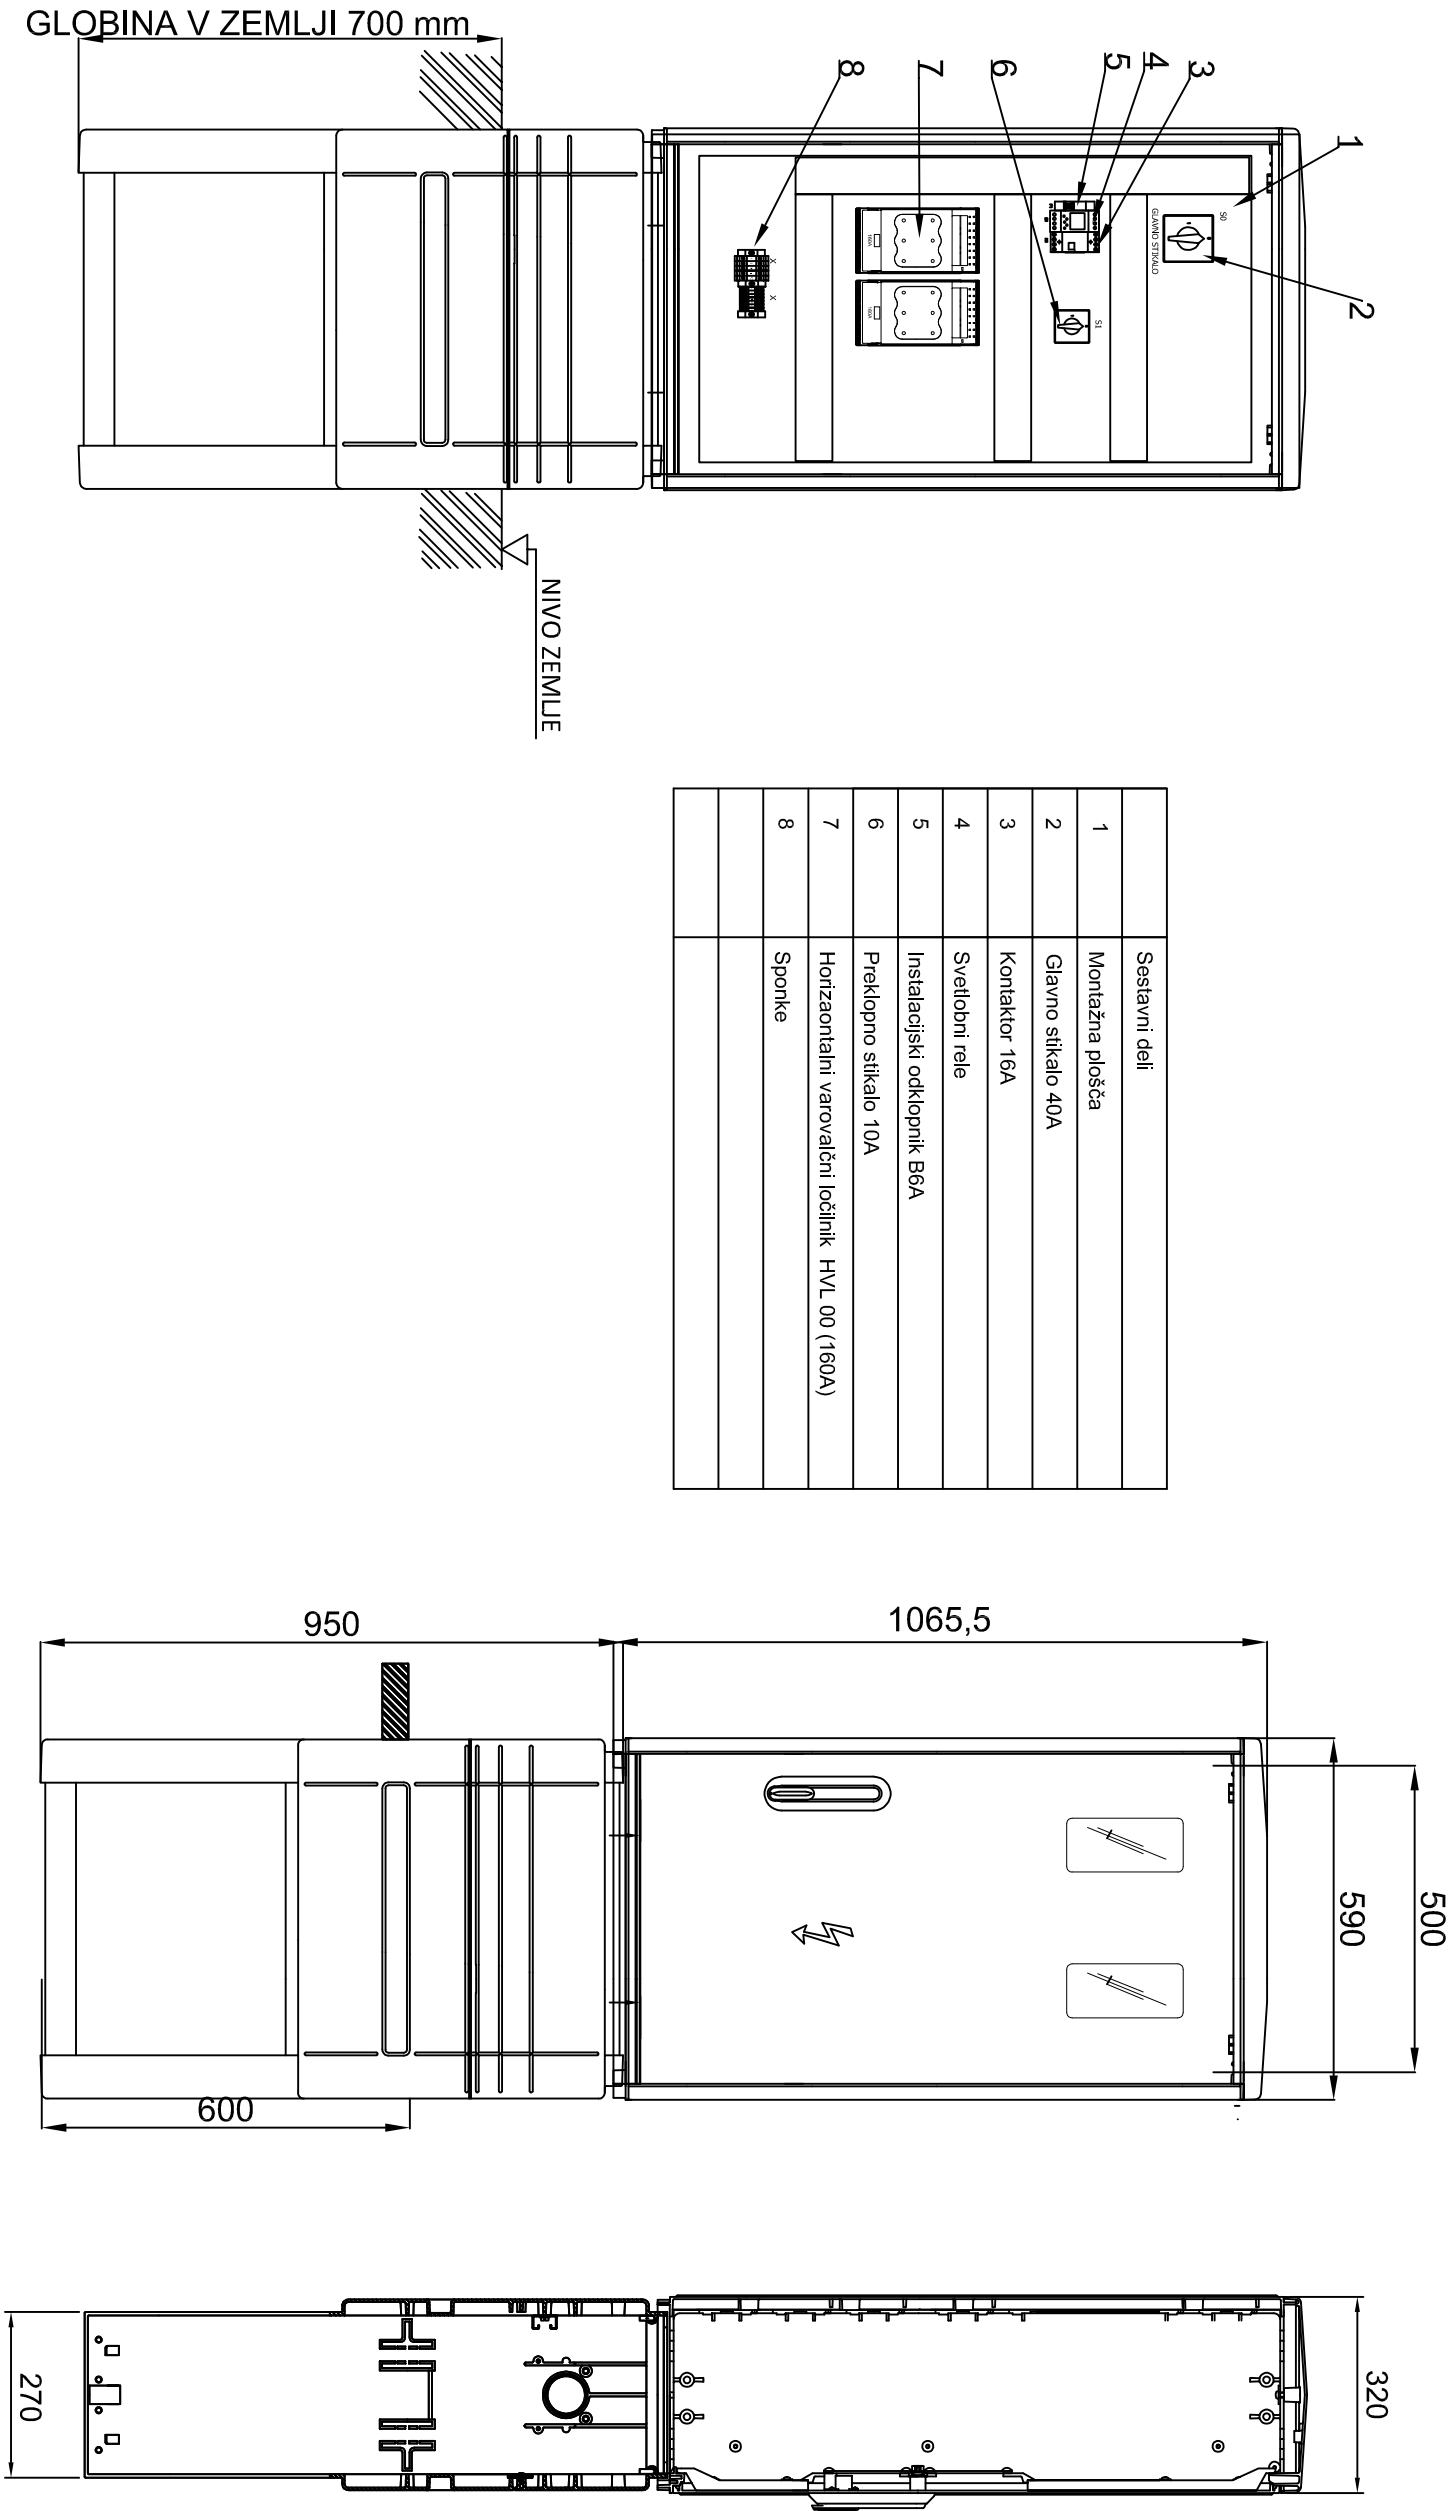 GLOBINA V ZEMLJI 700 mm
1
2
3
4
5
6
7
8
S0
GLAVNO STIKALO
S1
160A
160A
X
X
NIVO ZEMLJE
Sestavni deli
1 Montažna plošča
2 Glavno stikalo 40A
3 Kontaktor 16A
4 Svetlobni rele
5 Instalacijski odklopnik B6A
6 Preklopno stikalo 10A
7 Horizaontalni varovalčni ločilnik HVL 00 (160A)
8 Sponke
950
1065,5
500
590
600
320
270